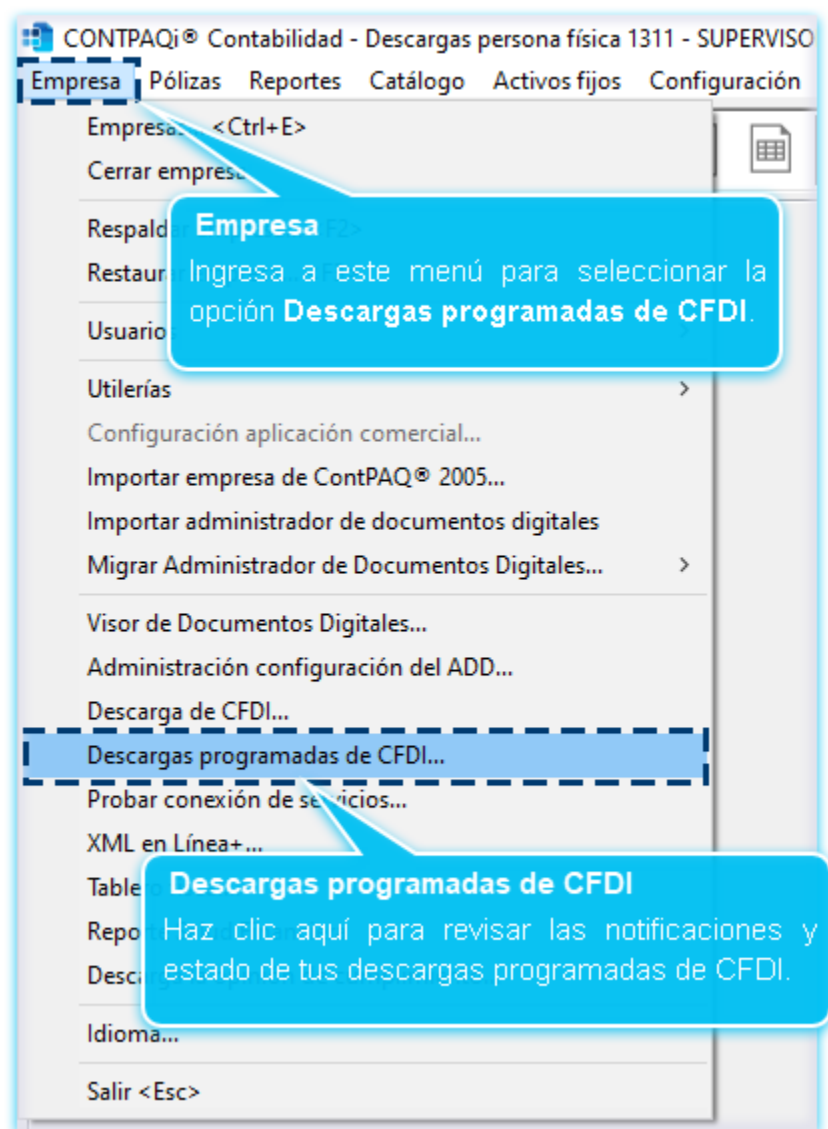 CONTPAQi® Contabilidad - Descargas persona física 1311 - SUPERVISO
Empresa Pólizas Reportes Catálogo Activos fijos Configuración
Empresas... <Ctrl+E>
Cerrar empresa
Empresa
Ingresa a este menú para seleccionar la
opción Descargas programadas de CFDI.
Usuarios
Utilerías >
Configuración aplicación comercial...
Importar empresa de ContPAQ® 2005...
Importar administrador de documentos digitales
Migrar Administrador de Documentos Digitales... >
Visor de Documentos Digitales...
Administración configuración del ADD...
Descarga de CFDI...
Descargas programadas de CFDI...
Probar conexión de servicios...
XML en Línea+...
Descargas programadas de CFDI
Haz clic aquí para revisar las notificaciones y
estado de tus descargas programadas de CFDI.
Idioma...
Salir <Esc>